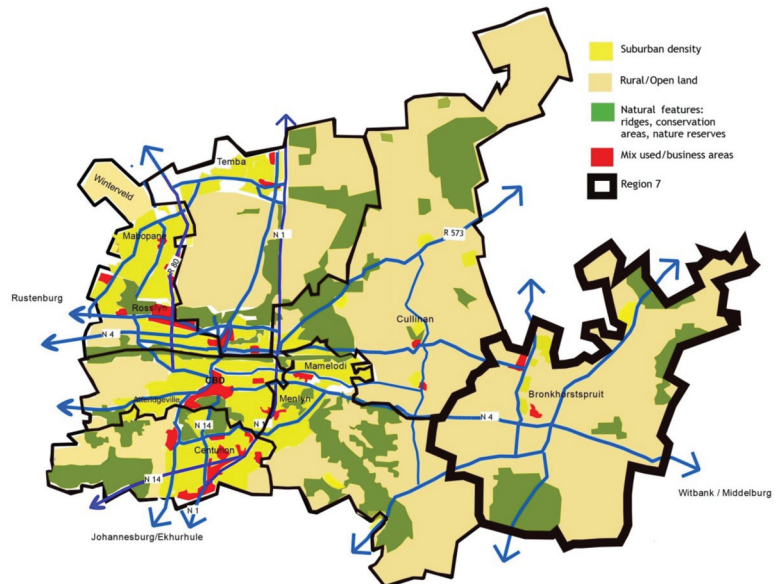 Suburban density
Rural/Open land
Natural features:
ridges, conservation
areas, nature reserves
Mix used/business areas
Region 7
Temba
Winterveld
Mabopane
N 1
R 573
R 80
Rustenburg
Rosslyn
N 4
Cullinan
Mamelodi
CBD
Atteridgeville
Menlyn
Bronkhorstspruit
N 4
N 14
N 1
Centurion
N 14
N 1
Witbank / Middelburg
Johannesburg/Ekhurhule